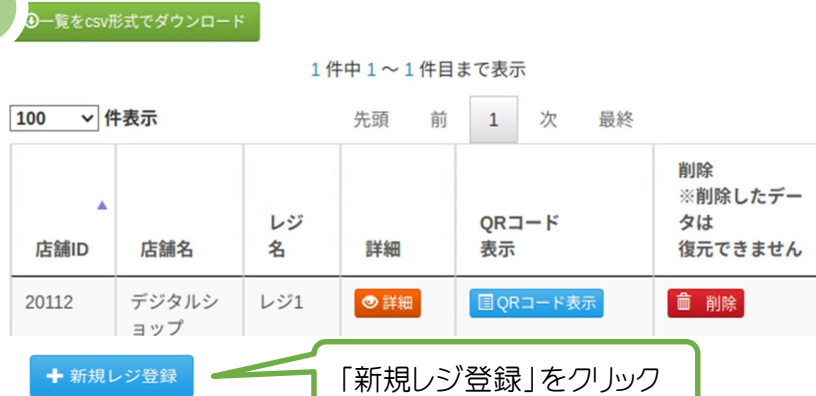 一覧をcsv形式でダウンロード
1 件中 1 ～ 1 件目まで表示
100 件表示
先頭 前 1 次 最終
店舗ID 店舗名 レジ名 詳細 QRコード表示 削除
※削除したデータは
復元できません
20112 デジタルショップ レジ1 詳細 QRコード表示 削除
新規レジ登録
「新規レジ登録」をクリック